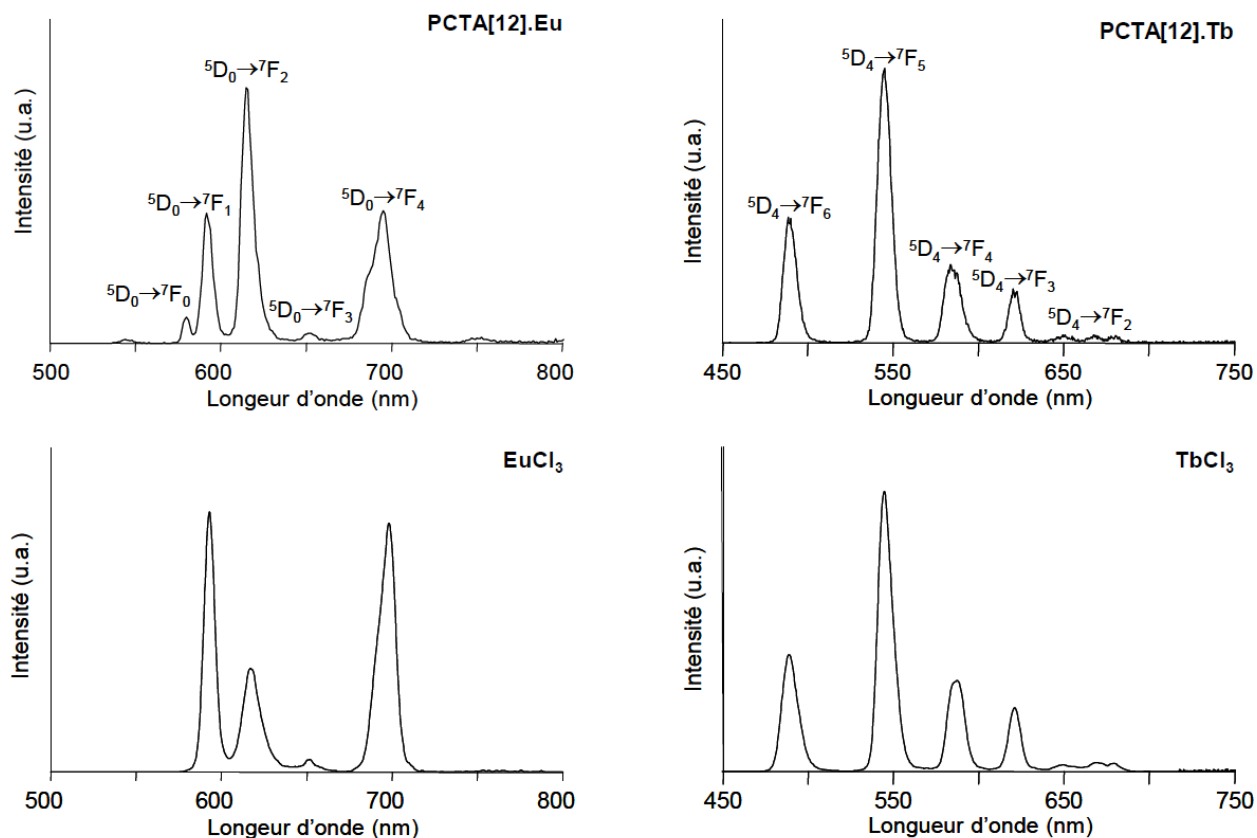 PCTA[12].Eu
Intensité (u.a.)
⁵D₀→⁷F₀
⁵D₀→⁷F₁
⁵D₀→⁷F₂
⁵D₀→⁷F₃
⁵D₀→⁷F₄
500 600 700 800
Longeur d'onde (nm)
PCTA[12].Tb
Intensité (u.a.)
⁵D₄→⁷F₆
⁵D₄→⁷F₅
⁵D₄→⁷F₄
⁵D₄→⁷F₃
⁵D₄→⁷F₂
450 550 650 750
Longueur d'onde (nm)
EuCl₃
Intensité (u.a.)
500 600 700 800
Longueur d'onde (nm)
TbCl₃
Intensité (u.a.)
450 550 650 750
Longueur d'onde (nm)